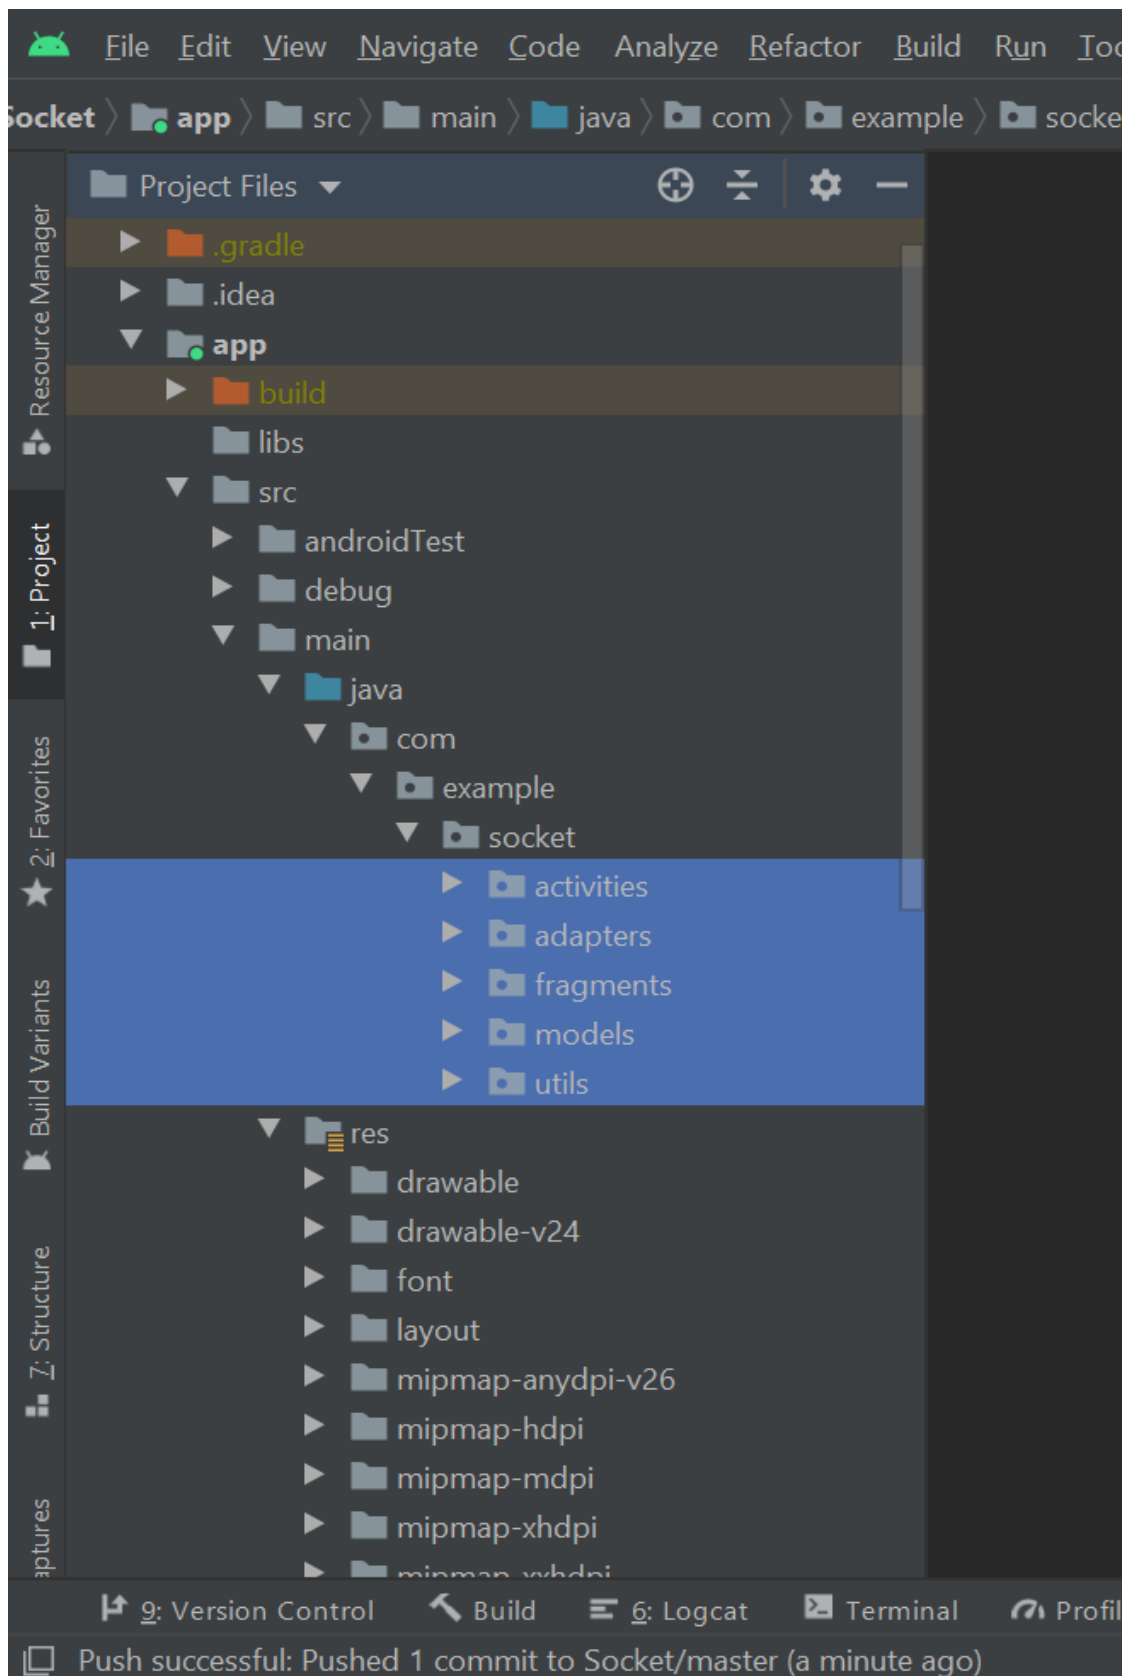 File Edit View Navigate Code Analyze Refactor Build Run
Socket app src main java com example
Project Files
.gradle
.idea
app
build
libs
src
androidTest
debug
main
java
com
example
socket
activities
adapters
fragments
models
utils
res
drawable
drawable-v24
font
layout
mipmap-anydpi-v26
mipmap-hdpi
mipmap-mdpi
mipmap-xhdpi
mipmap-xxhdpi
Resource Manager
1: Project
2: Favorites
Build Variants
7: Structure
9: Version Control Build 6: Logcat Terminal
Push successful: Pushed 1 commit to Socket/master (a minute ago)